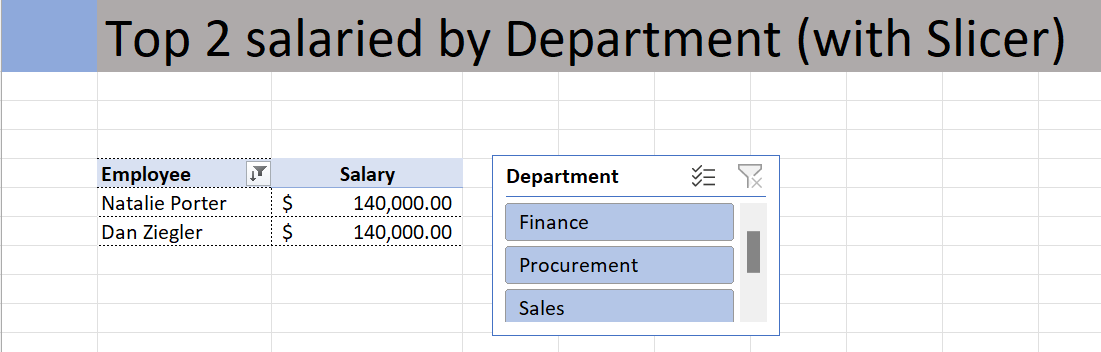 Top 2 salaried by Department (with Slicer)
Employee Salary
Natalie Porter $ 140,000.00
Dan Ziegler $ 140,000.00
Department
Finance
Procurement
Sales